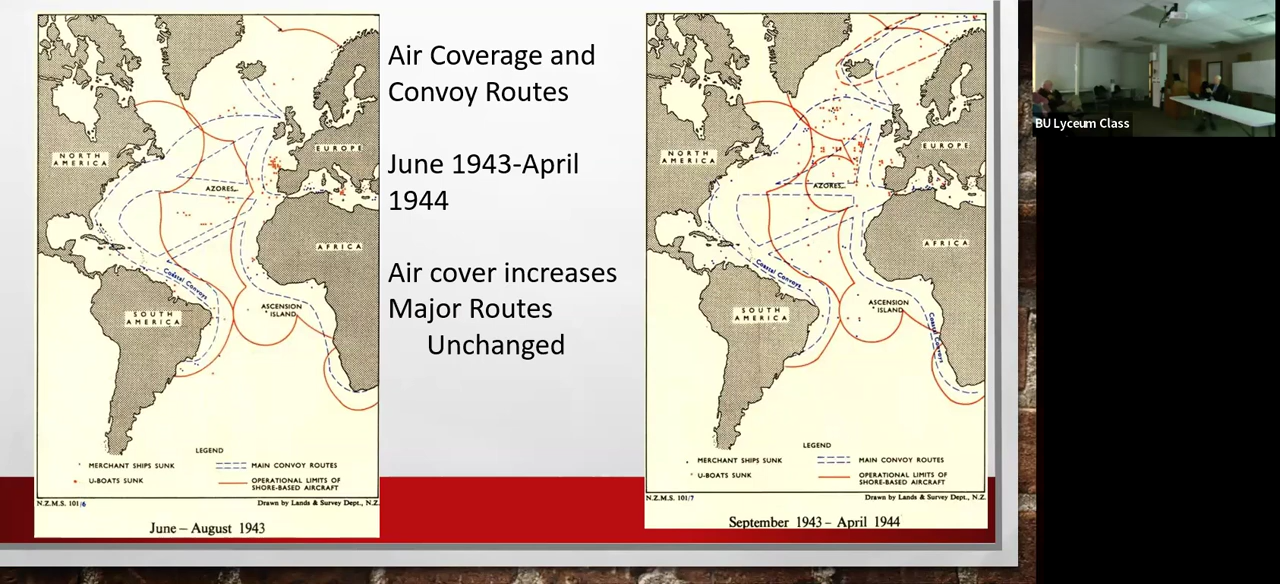 Air Coverage and
Convoy Routes
June 1943-April
1944
Air cover increases
Major Routes
Unchanged
NORTH
AMERICA
EUROPE
AZORES
AFRICA
Coastal Convoys
SOUTH
AMERICA
ASCENSION
ISLAND
LEGEND
MERCHANT SHIPS SUNK
MAIN CONVOY ROUTES
U-BOATS SUNK
OPERATIONAL LIMITS OF
SHORE-BASED AIRCRAFT
N.Z.M.S. 101/6
Drawn by Lands & Survey Dept., N.Z.
June – August 1943
NORTH
AMERICA
EUROPE
AZORES
AFRICA
Coastal Convoys
SOUTH
AMERICA
ASCENSION
ISLAND
Coastal Convoys
LEGEND
MERCHANT SHIPS SUNK
MAIN CONVOY ROUTES
U-BOATS SUNK
OPERATIONAL LIMITS OF
SHORE-BASED AIRCRAFT
N.Z.M.S. 101/7
Drawn by Lands & Survey Dept., N.Z.
September 1943 – April 1944
BU Lyceum Class